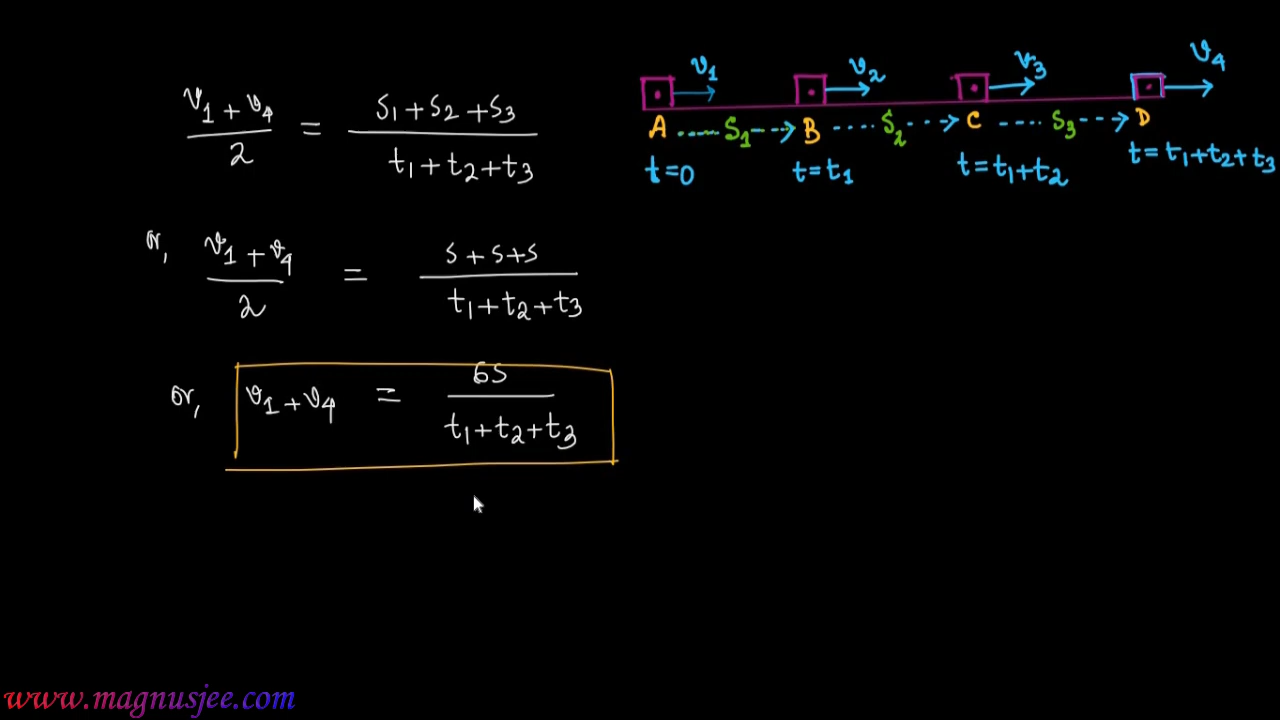 (v1 + v4)/2 = (s1 + s2 + s3)/(t1 + t2 + t3)
or, (v1 + v4)/2 = (s + s + s)/(t1 + t2 + t3)
or, v1 + v4 = 6s/(t1 + t2 + t3)
v1 v2 v3 v4
A S1 B S2 C S3 D
t=0 t=t1 t=t1+t2 t=t1+t2+t3
www.magnusjee.com